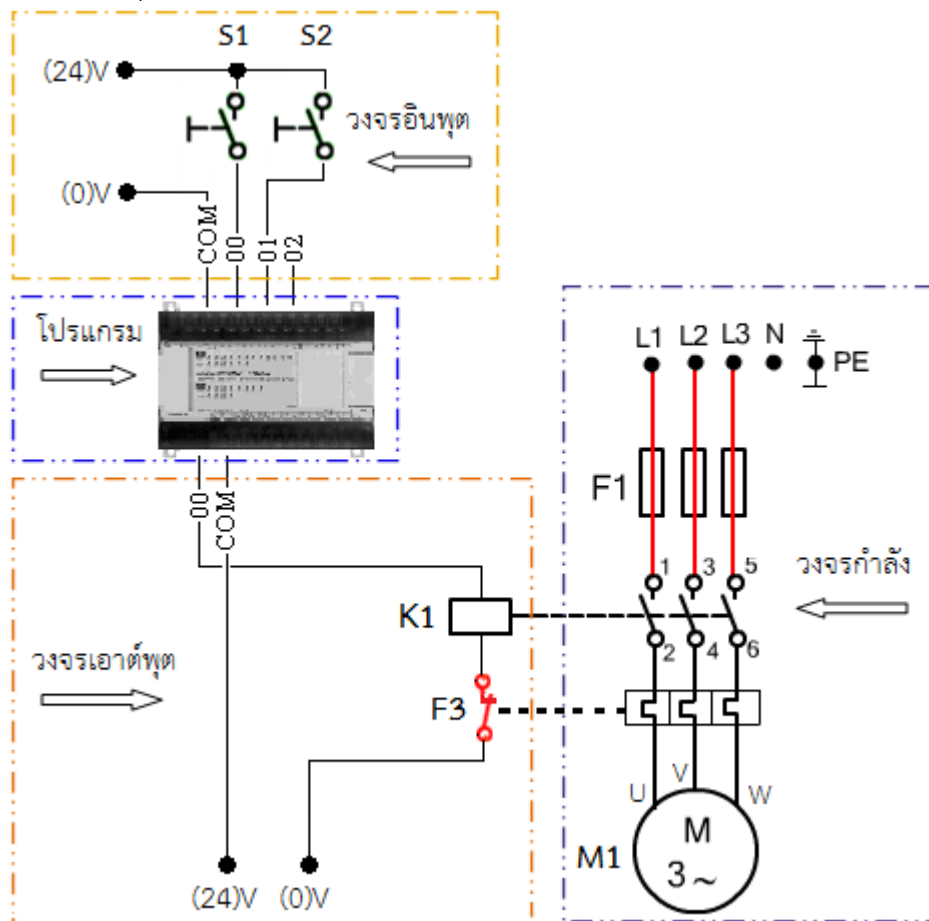 S1 S2
(24)V
วงจรอินพุต
(0)V
COM
00
01
02
โปรแกรม
L1 L2 L3 N
PE
F1
00
COM
1 3 5
วงจรกำลัง
K1
2 4 6
วงจรเอาต์พุต
F3
U V W
M
3~
M1
(24)V (0)V